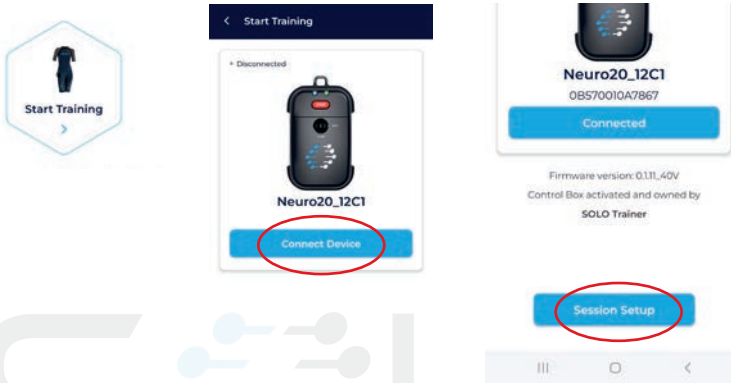 Start Training
Start Training
Disconnected
Neuro20_12C1
Connect Device
Neuro20_12C1
0B570010A7867
Connected
Firmware version: 0.1.11_40V
Control Box activated and owned by
SOLO Trainer
Session Setup